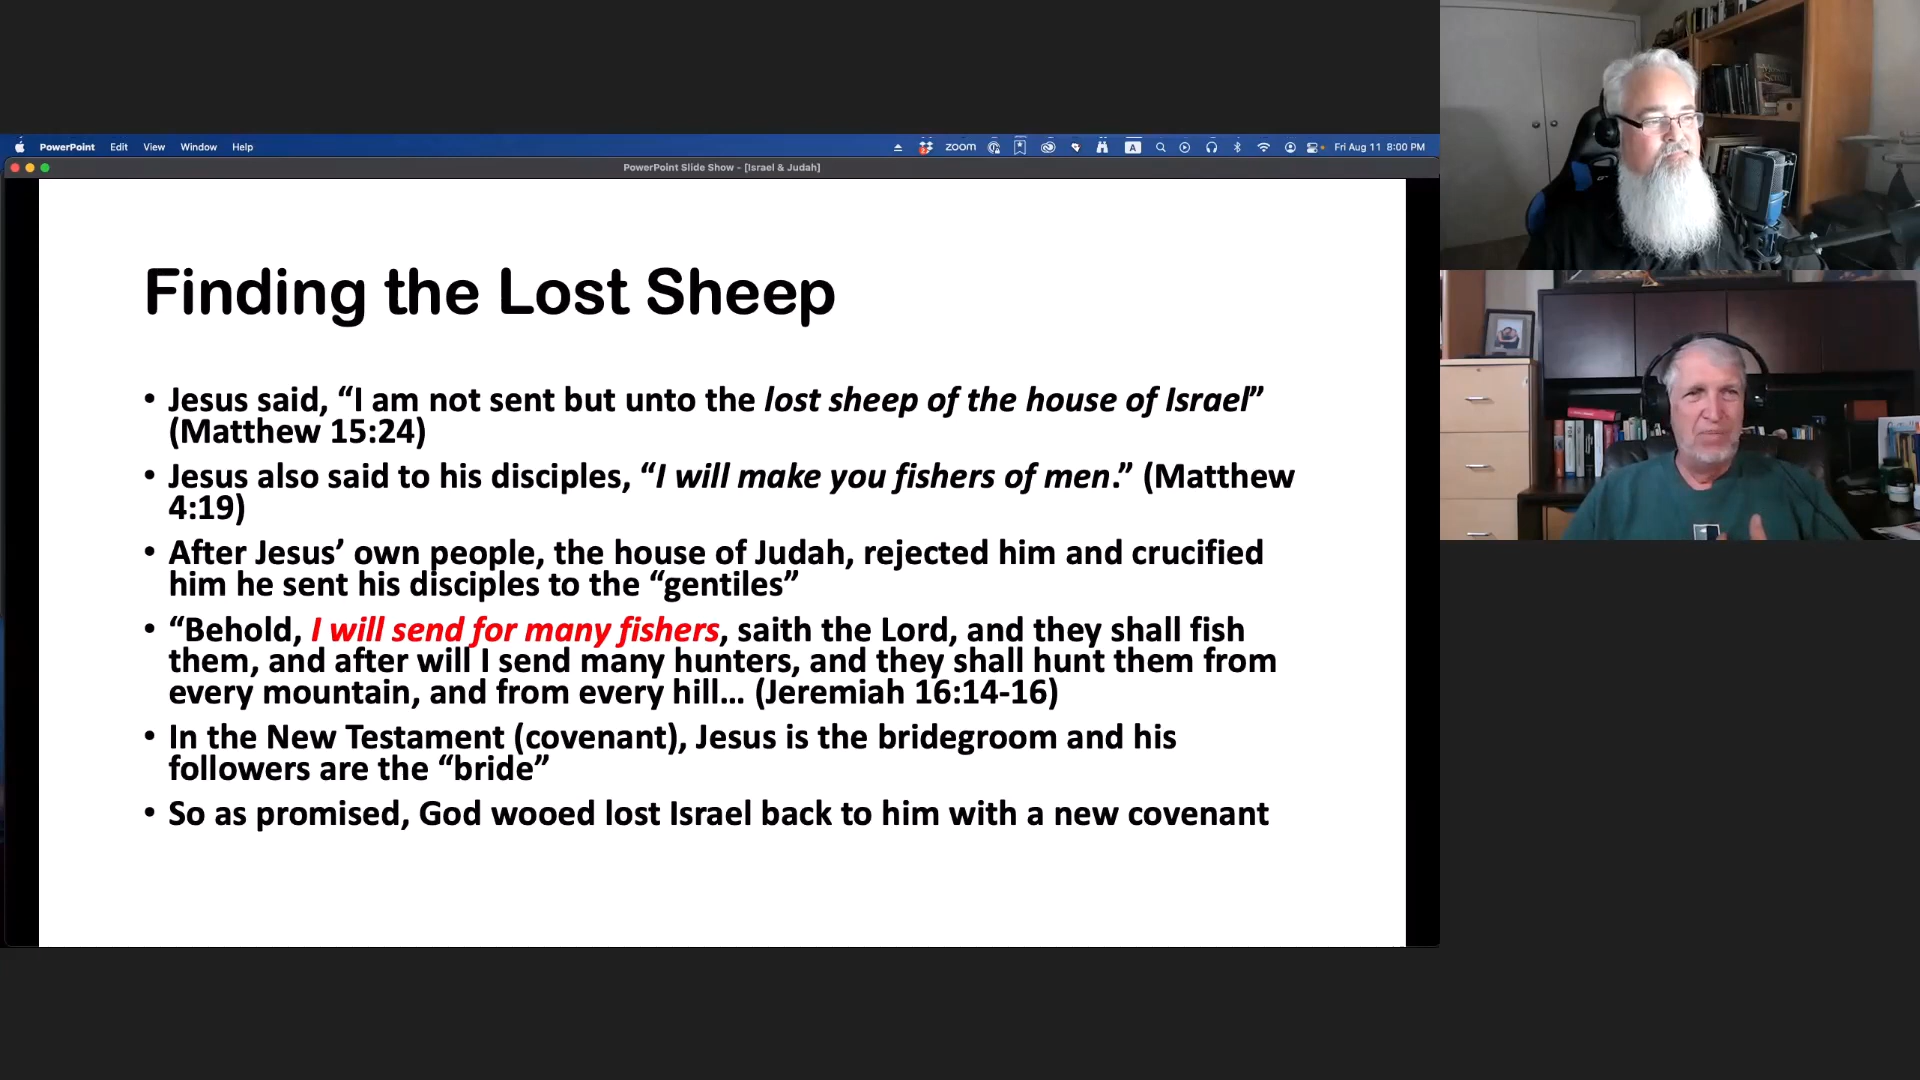 PowerPoint Edit View Window Help
zoom A Fri Aug 11 8:00 PM
PowerPoint Slide Show - [Israel & Judah]
Finding the Lost Sheep
• Jesus said, “I am not sent but unto the lost sheep of the house of Israel”
(Matthew 15:24)
• Jesus also said to his disciples, “I will make you fishers of men.” (Matthew
4:19)
• After Jesus’ own people, the house of Judah, rejected him and crucified
him he sent his disciples to the “gentiles”
• “Behold, I will send for many fishers, saith the Lord, and they shall fish
them, and after will I send many hunters, and they shall hunt them from
every mountain, and from every hill... (Jeremiah 16:14-16)
• In the New Testament (covenant), Jesus is the bridegroom and his
followers are the “bride”
• So as promised, God wooed lost Israel back to him with a new covenant